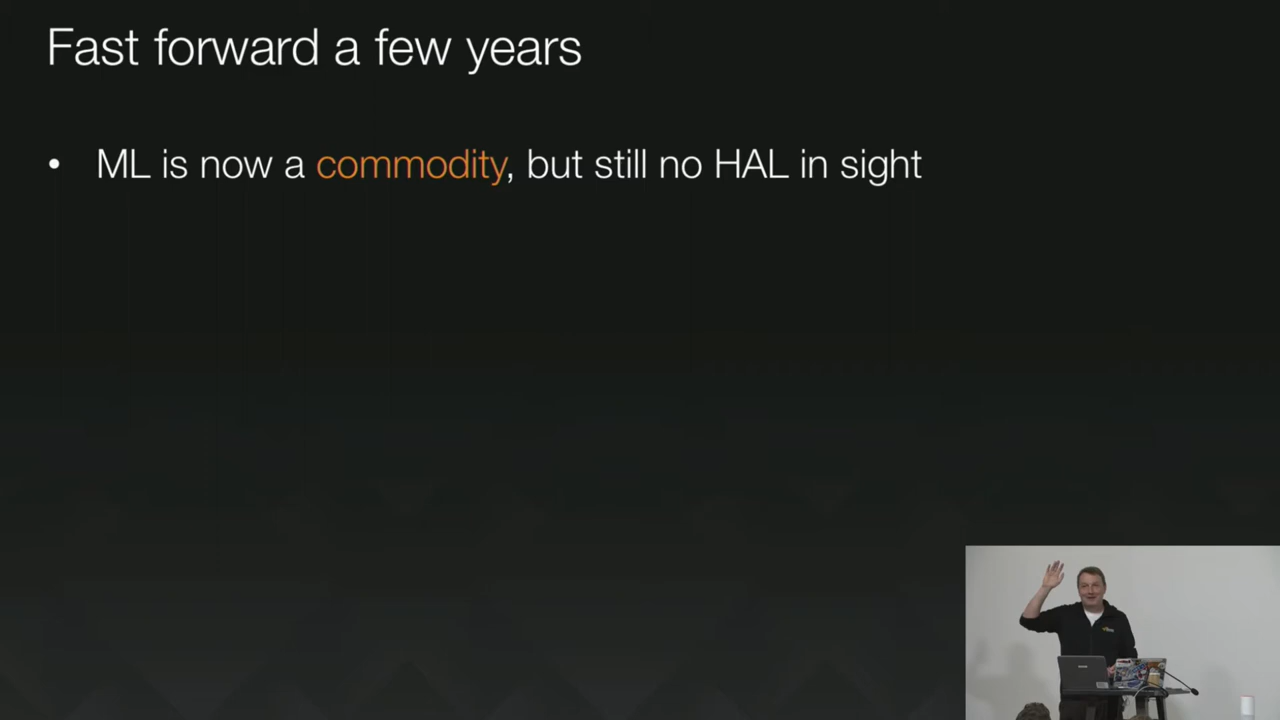 Fast forward a few years
• ML is now a commodity, but still no HAL in sight